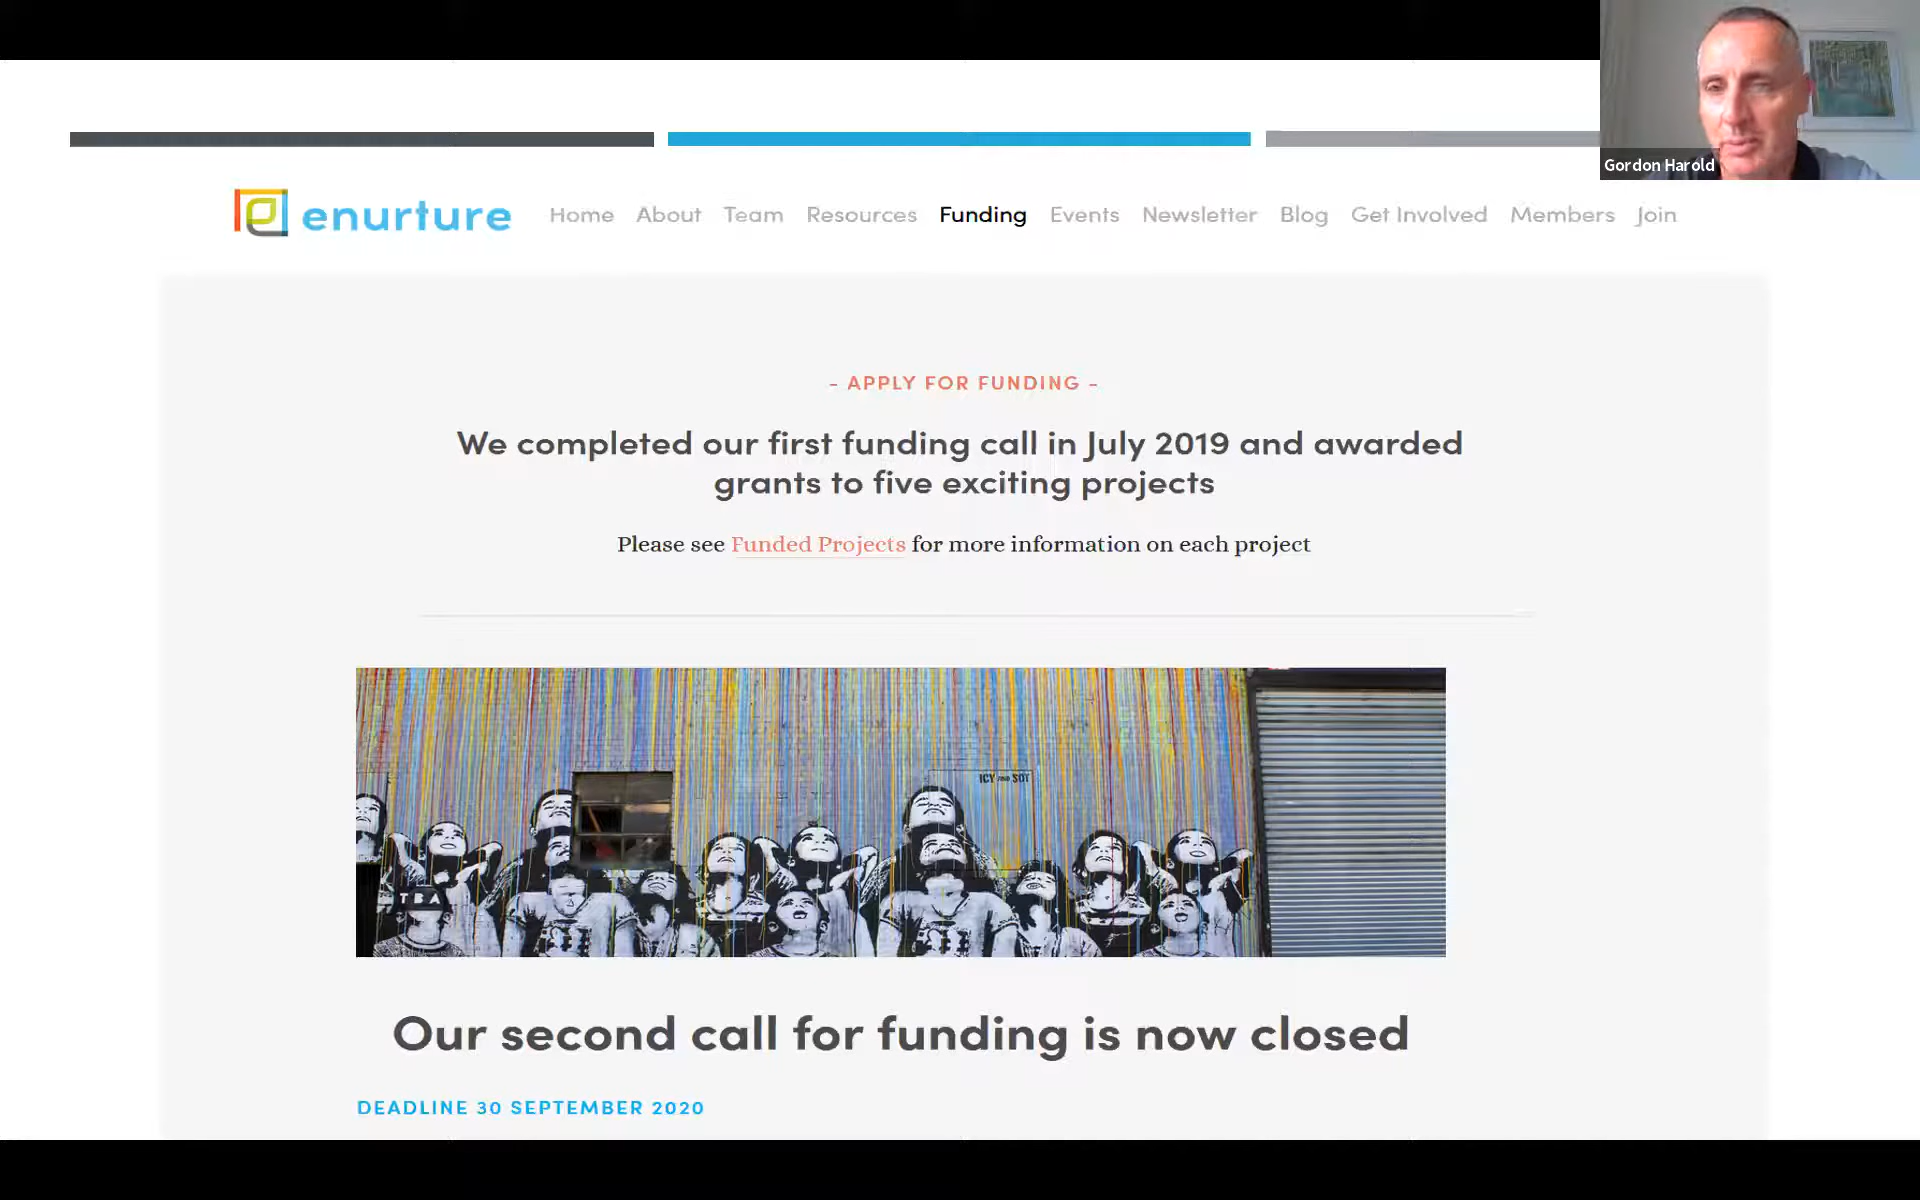 Gordon Harold
enurture
Home About Team Resources Funding Events Newsletter Blog Get Involved Members Join
- APPLY FOR FUNDING -
We completed our first funding call in July 2019 and awarded
grants to five exciting projects
Please see Funded Projects for more information on each project
ICY AND SOT
TBA
Our second call for funding is now closed
DEADLINE 30 SEPTEMBER 2020